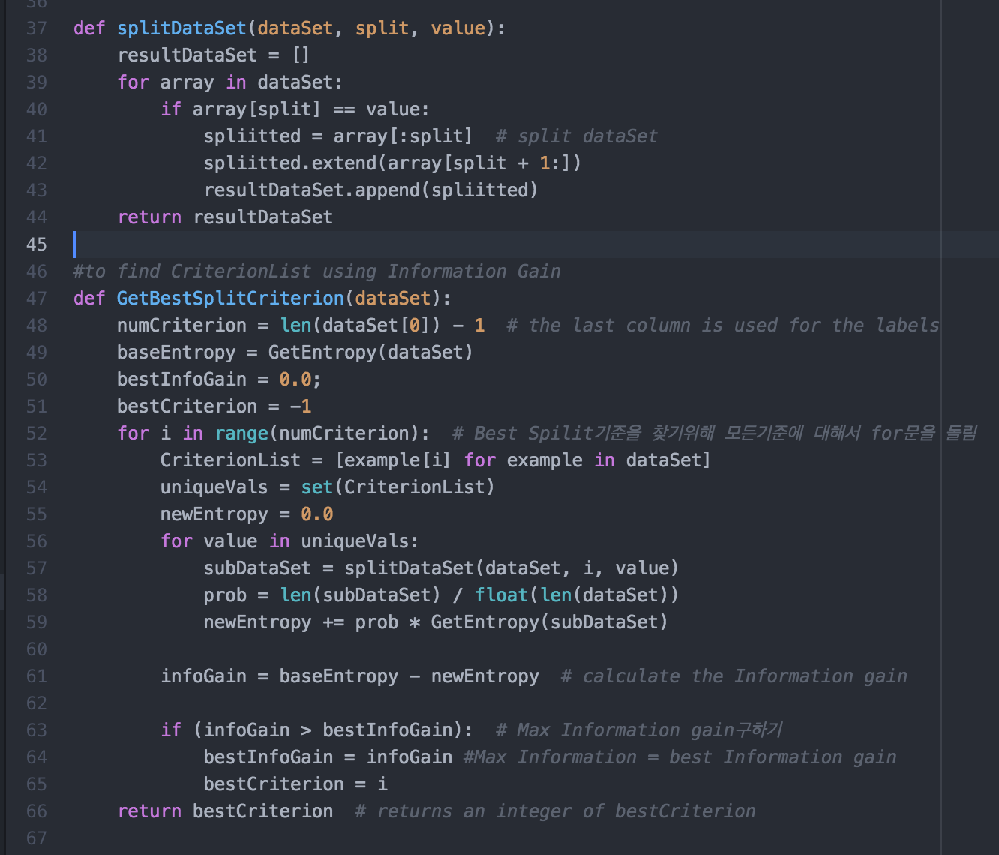 36
37 def splitDataSet(dataSet, split, value):
38     resultDataSet = []
39     for array in dataSet:
40         if array[split] == value:
41             spliitted = array[:split]  # split dataSet
42             spliitted.extend(array[split + 1:])
43             resultDataSet.append(spliitted)
44     return resultDataSet
45
46 #to find CriterionList using Information Gain
47 def GetBestSplitCriterion(dataSet):
48     numCriterion = len(dataSet[0]) - 1  # the last column is used for the labels
49     baseEntropy = GetEntropy(dataSet)
50     bestInfoGain = 0.0;
51     bestCriterion = -1
52     for i in range(numCriterion):  # Best Spilit기준을 찾기위해 모든기준에 대해서 for문을 돌림
53         CriterionList = [example[i] for example in dataSet]
54         uniqueVals = set(CriterionList)
55         newEntropy = 0.0
56         for value in uniqueVals:
57             subDataSet = splitDataSet(dataSet, i, value)
58             prob = len(subDataSet) / float(len(dataSet))
59             newEntropy += prob * GetEntropy(subDataSet)
60
61         infoGain = baseEntropy - newEntropy  # calculate the Information gain
62
63         if (infoGain > bestInfoGain):  # Max Information gain구하기
64             bestInfoGain = infoGain #Max Information = best Information gain
65             bestCriterion = i
66     return bestCriterion  # returns an integer of bestCriterion
67